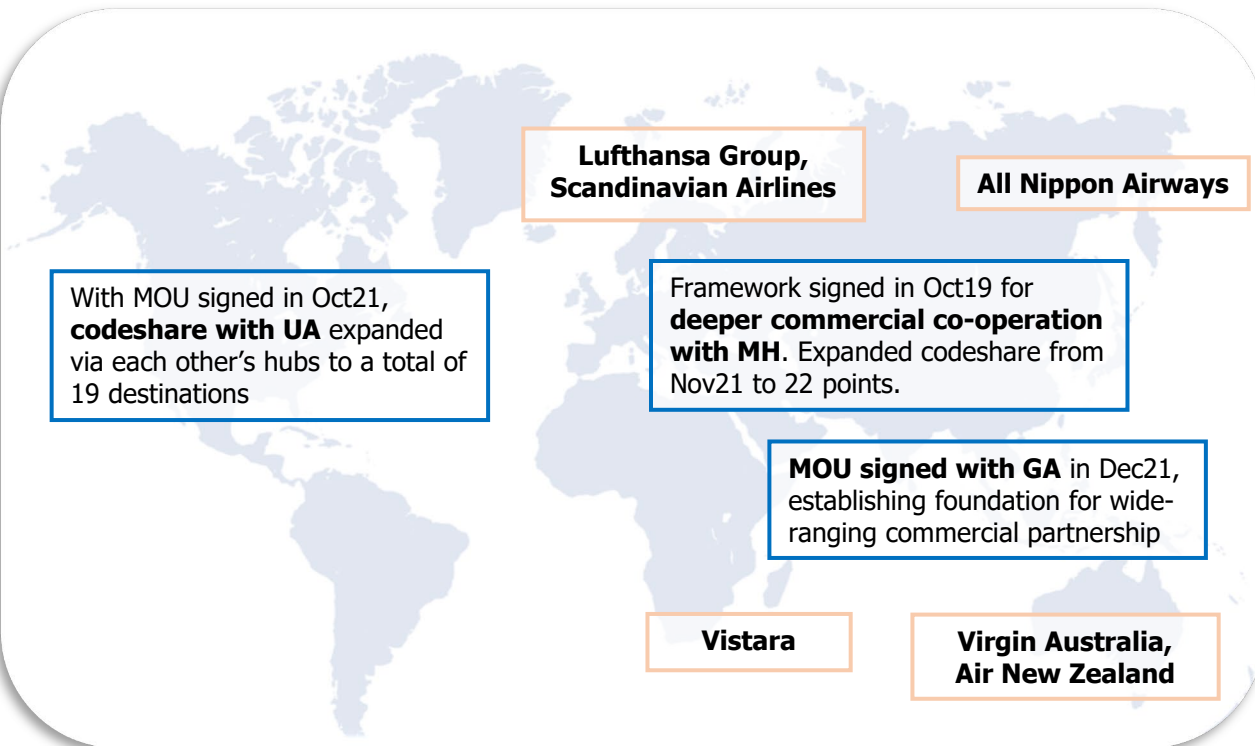 Lufthansa Group,
Scandinavian Airlines
All Nippon Airways
With MOU signed in Oct21,
codeshare with UA expanded
via each other’s hubs to a total of
19 destinations
Framework signed in Oct19 for
deeper commercial co-operation
with MH. Expanded codeshare from
Nov21 to 22 points.
MOU signed with GA in Dec21,
establishing foundation for wide-
ranging commercial partnership
Vistara
Virgin Australia,
Air New Zealand